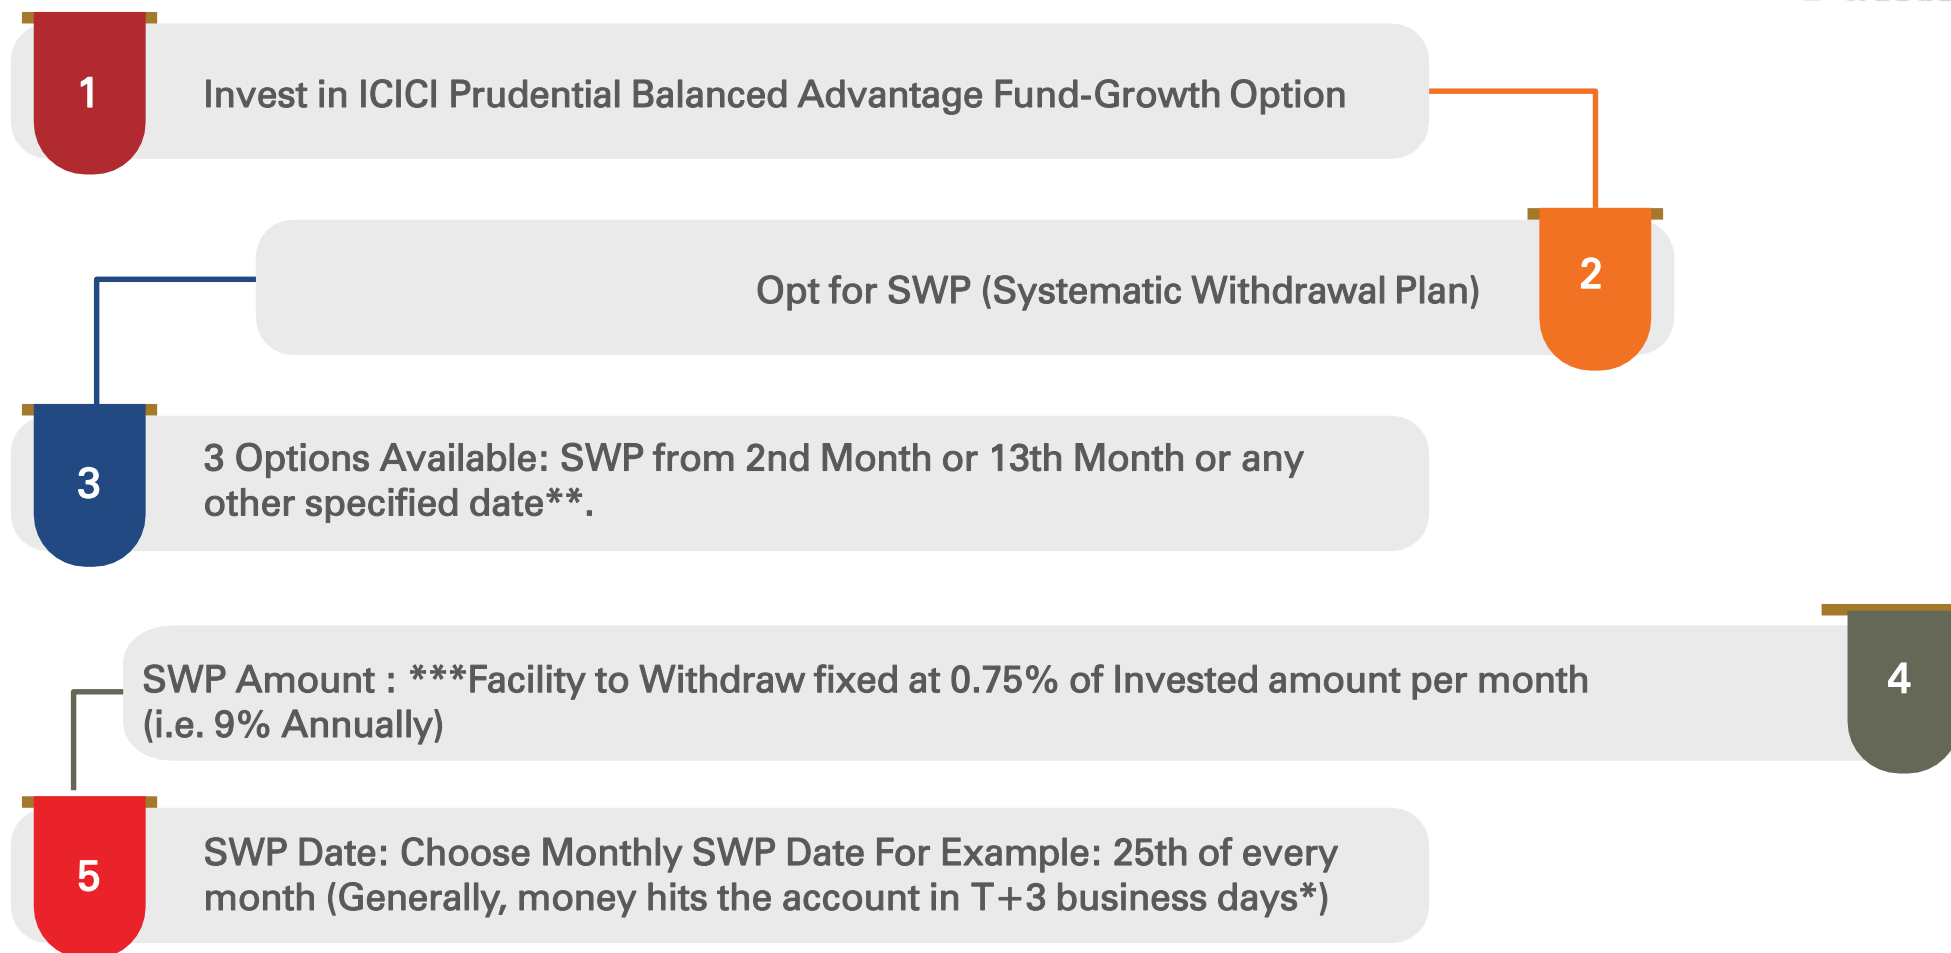 1
Invest in ICICI Prudential Balanced Advantage Fund-Growth Option
Opt for SWP (Systematic Withdrawal Plan)
2
3
3 Options Available: SWP from 2nd Month or 13th Month or any
other specified date**.
SWP Amount : ***Facility to Withdraw fixed at 0.75% of Invested amount per month
(i.e. 9% Annually)
4
5
SWP Date: Choose Monthly SWP Date For Example: 25th of every
month (Generally, money hits the account in T+3 business days*)